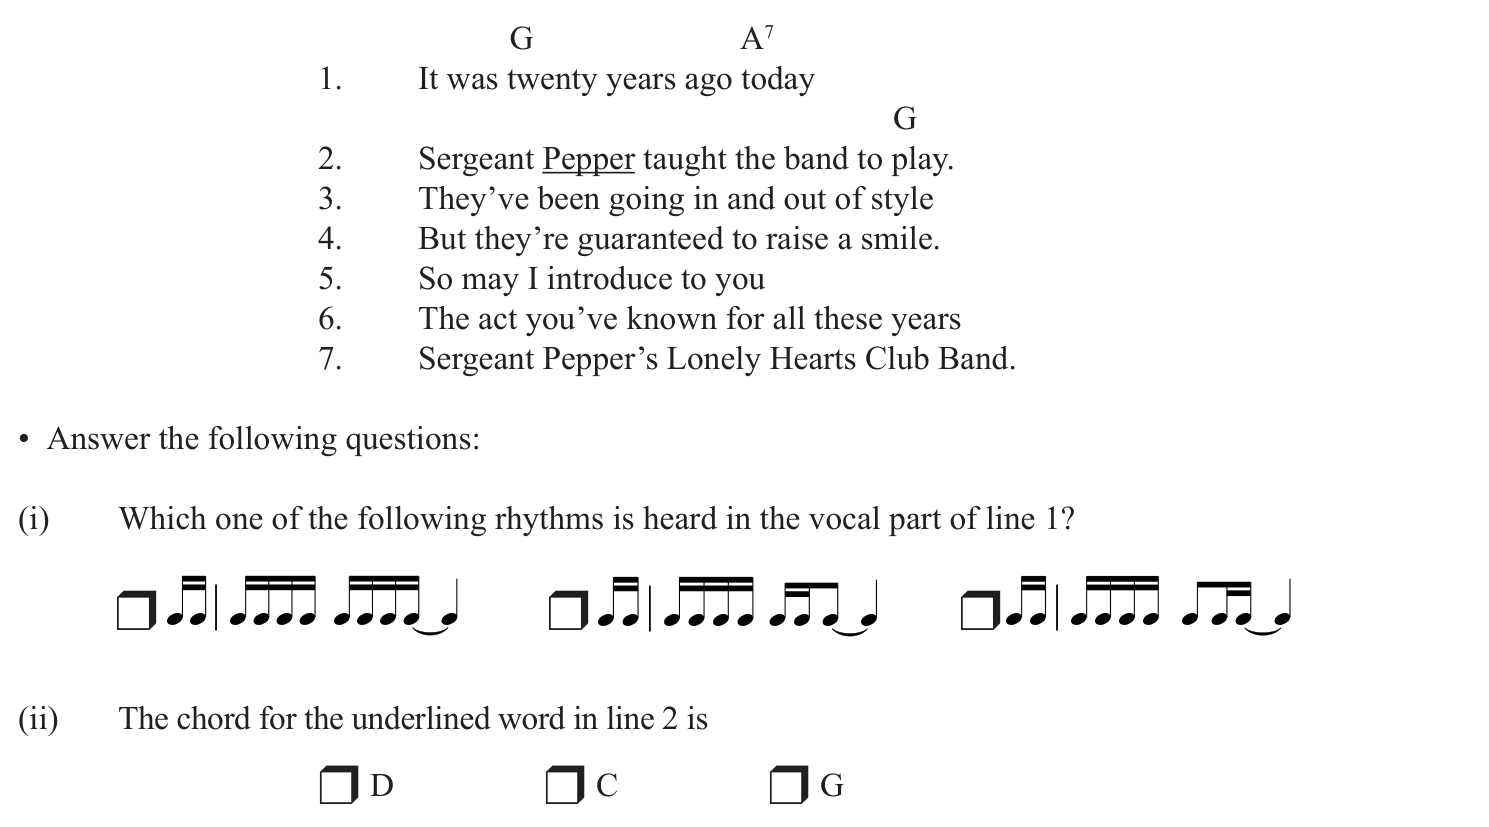 G A⁷
1. It was twenty years ago today
G
2. Sergeant Pepper taught the band to play.
3. They’ve been going in and out of style
4. But they’re guaranteed to raise a smile.
5. So may I introduce to you
6. The act you’ve known for all these years
7. Sergeant Pepper’s Lonely Hearts Club Band.
• Answer the following questions:
(i) Which one of the following rhythms is heard in the vocal part of line 1?
(ii) The chord for the underlined word in line 2 is
D C G